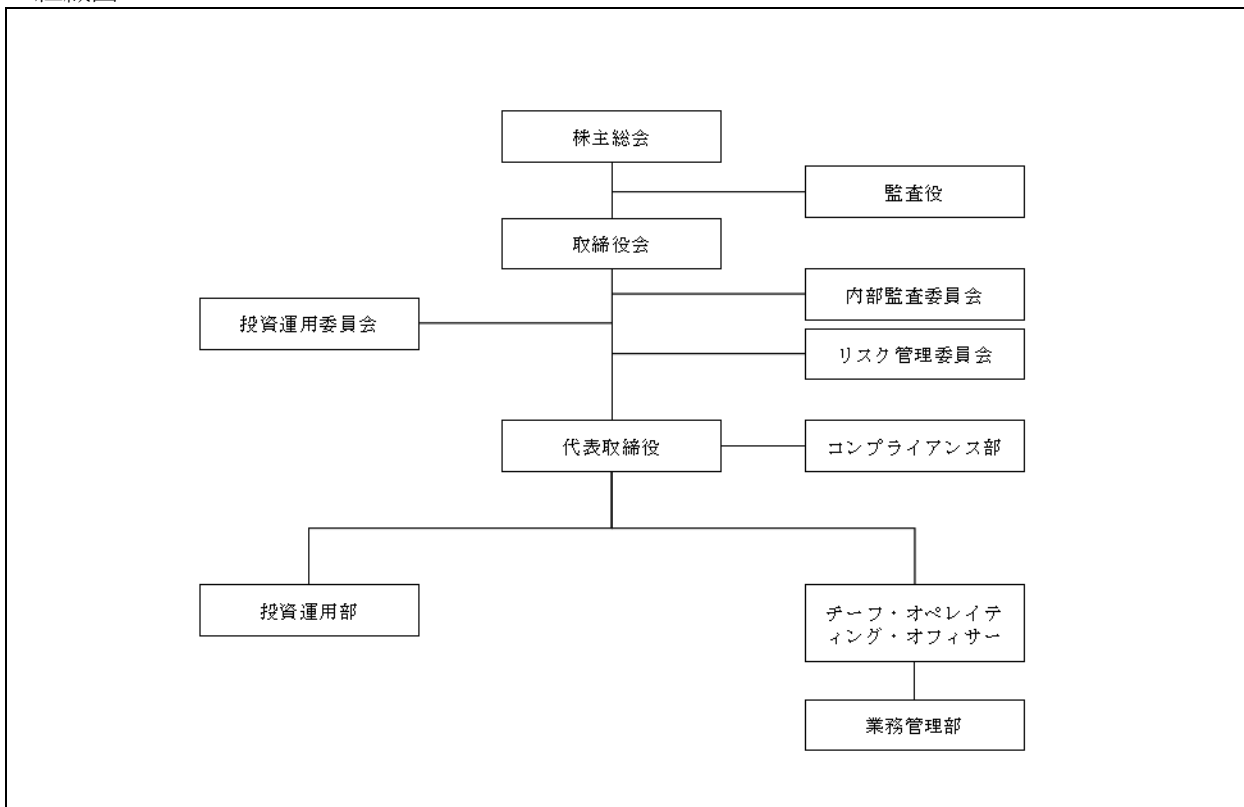 株主総会
監査役
取締役会
内部監査委員会
投資運用委員会
リスク管理委員会
代表取締役
コンプライアンス部
投資運用部
チーフ・オペレイテ
ィング・オフィサー
業務管理部